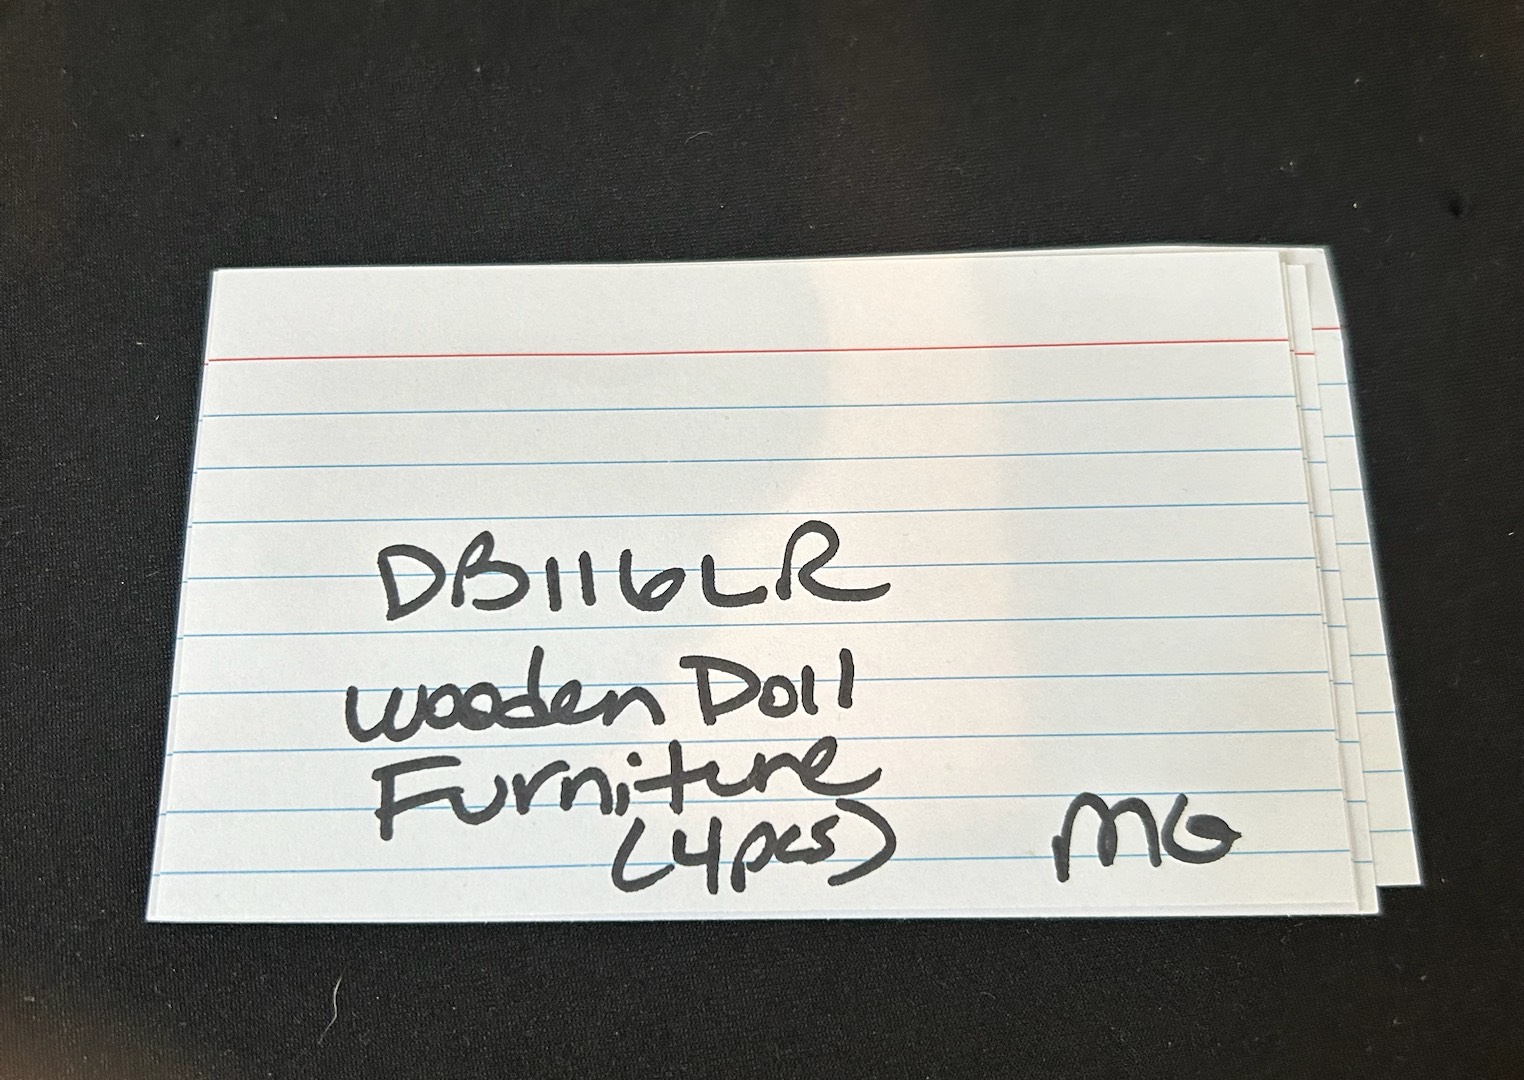 DB116LR
Wooden Doll
Furniture
(4pcs) MG